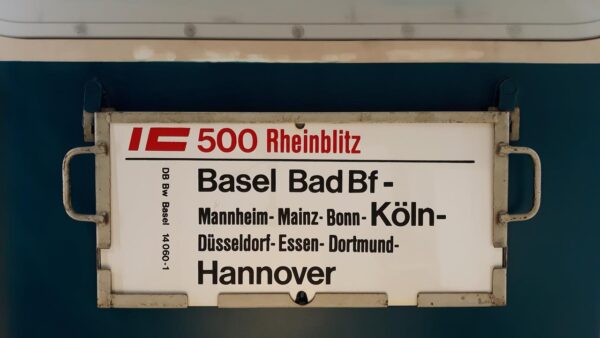 IC 500 Rheinblitz
Basel Bad Bf -
Mannheim- Mainz- Bonn- Köln-
Düsseldorf- Essen- Dortmund-
Hannover
DB Bw Basel 14 060-1